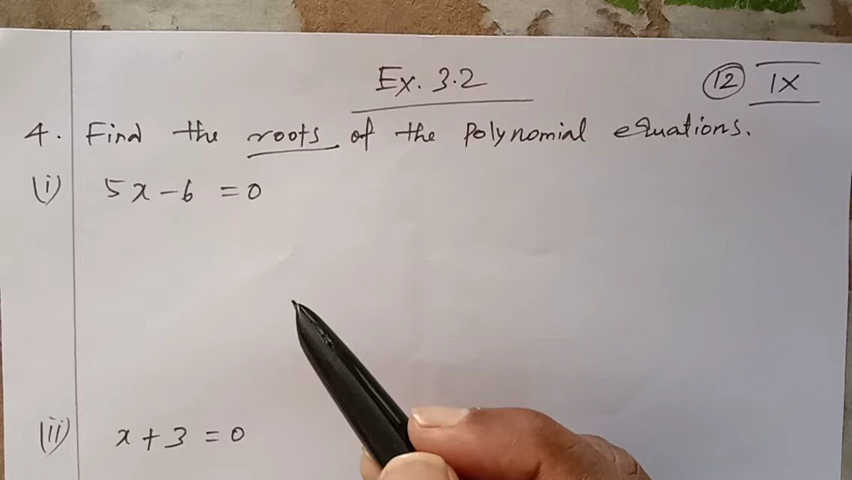 Ex. 3.2
12 IX
4. Find the roots of the Polynomial equations.
(i) 5x - 6 = 0
(ii) x + 3 = 0